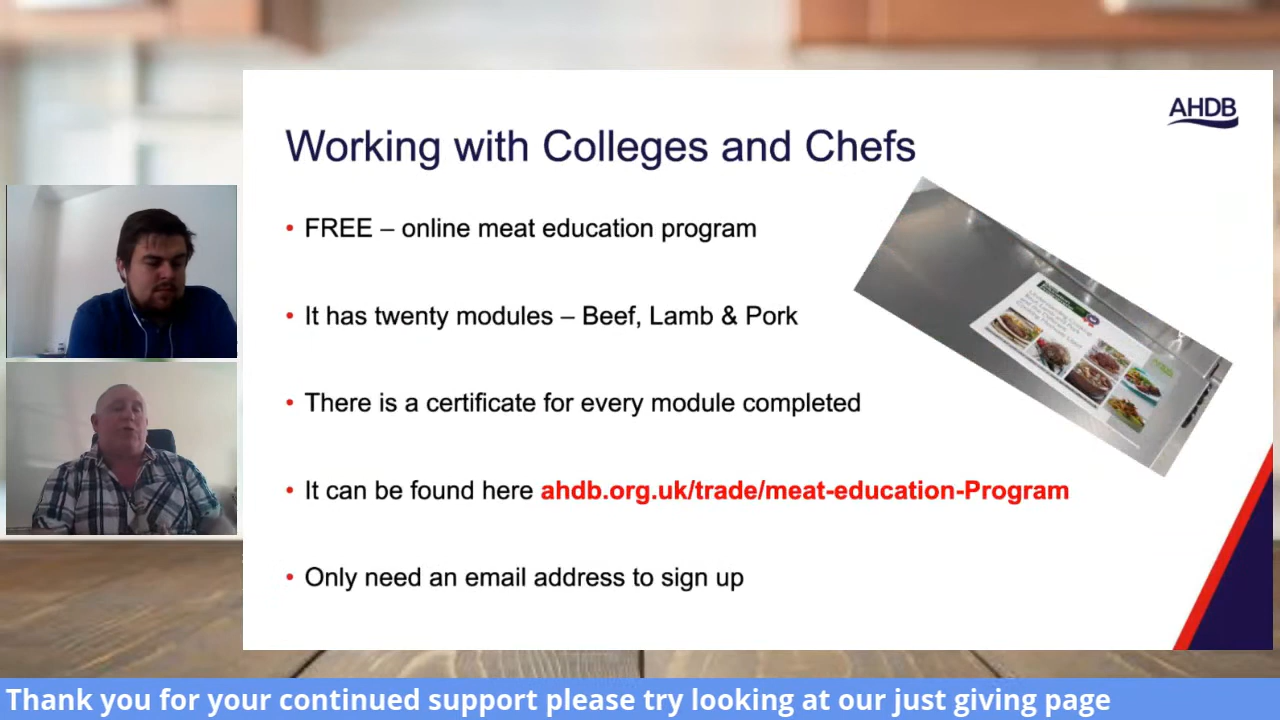 AHDB
Working with Colleges and Chefs
• FREE – online meat education program
• It has twenty modules – Beef, Lamb & Pork
• There is a certificate for every module completed
• It can be found here ahdb.org.uk/trade/meat-education-Program
• Only need an email address to sign up
Thank you for your continued support please try looking at our just giving page